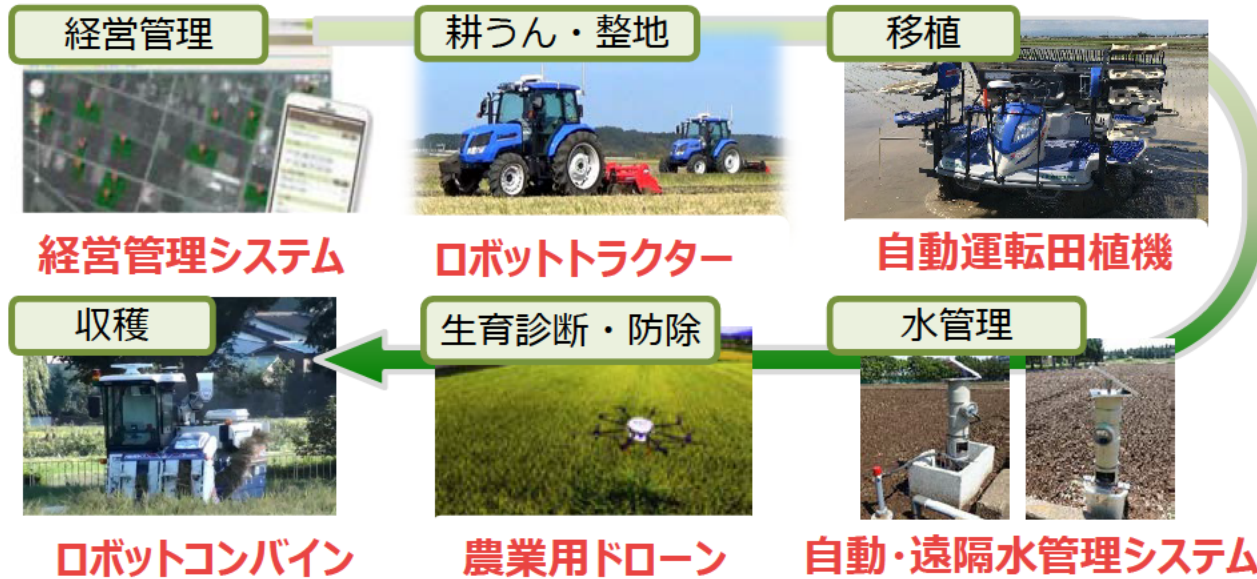 経営管理
耕うん・整地
移植
経営管理システム
ロボットトラクター
自動運転田植機
収穫
生育診断・防除
水管理
ロボットコンバイン
農業用ドローン
自動・遠隔水管理システム